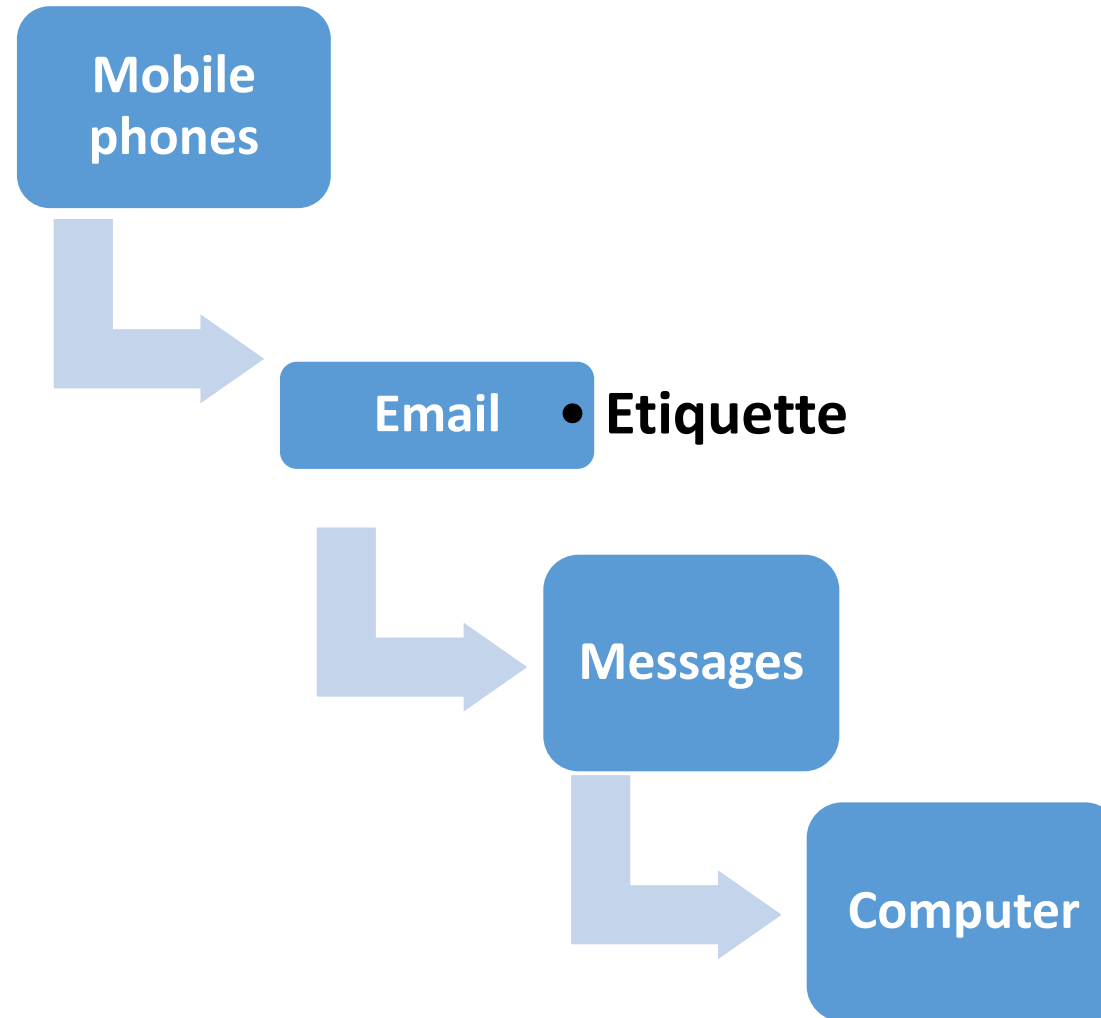 Mobile
phones
Email
• Etiquette
Messages
Computer